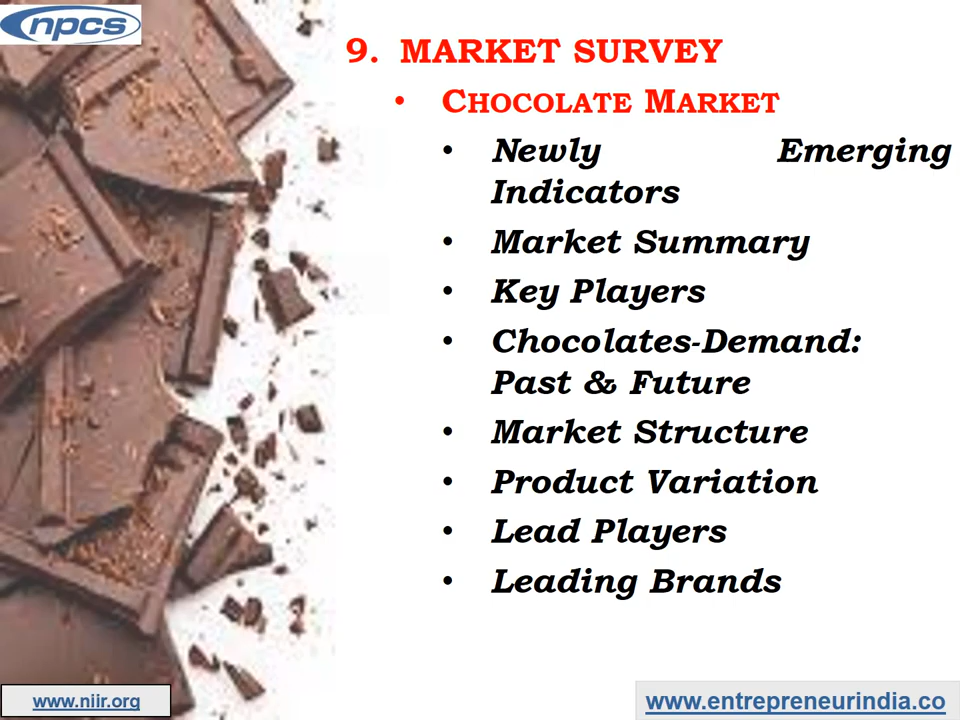 npcs
9. MARKET SURVEY
• CHOCOLATE MARKET
• Newly Emerging
Indicators
• Market Summary
• Key Players
• Chocolates-Demand:
Past & Future
• Market Structure
• Product Variation
• Lead Players
• Leading Brands
www.niir.org
www.entrepreneurindia.co